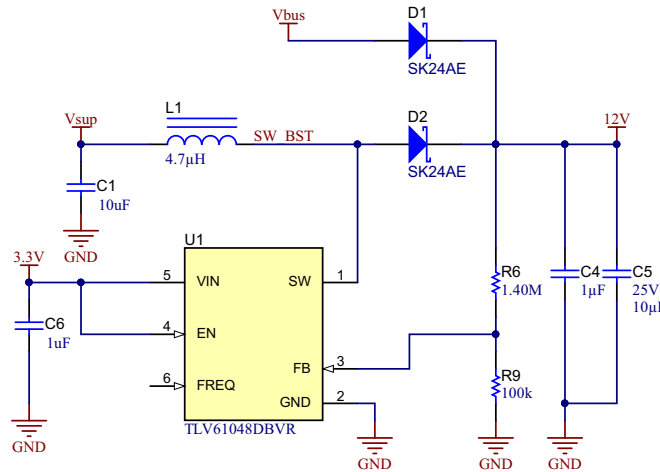 D1
Vbus
SK24AE
L1
Vsup
SW_BST
D2
12V
4.7μH
SK24AE
C1
10uF
GND
U1
3.3V
5
VIN
SW
1
R6
1.40M
C4
1μF
C5
25V
10μF
C6
1uF
4
EN
FB
3
6
FREQ
R9
100k
GND
2
TLV61048DBVR
GND
GND
GND
GND